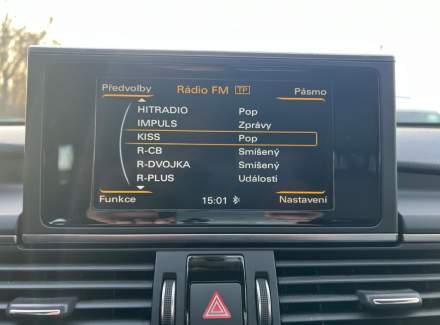 Předvolby Rádio FM TP Pásmo
HITRADIO Pop
IMPULS Zprávy
KISS Pop
R-CB Smíšený
R-DVOJKA Smíšený
R-PLUS Události
Funkce 15:01 Nastavení